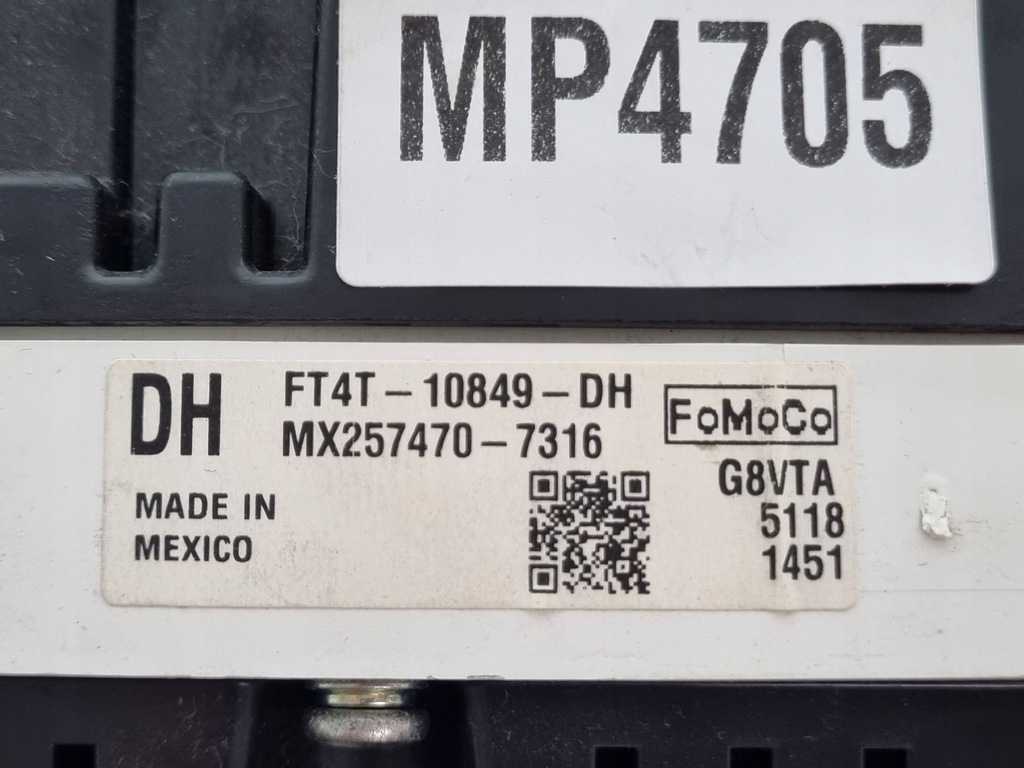 MP4705
DH
FT4T-10849-DH
MX257470-7316
FoMoCo
G8VTA
5118
1451
MADE IN
MEXICO